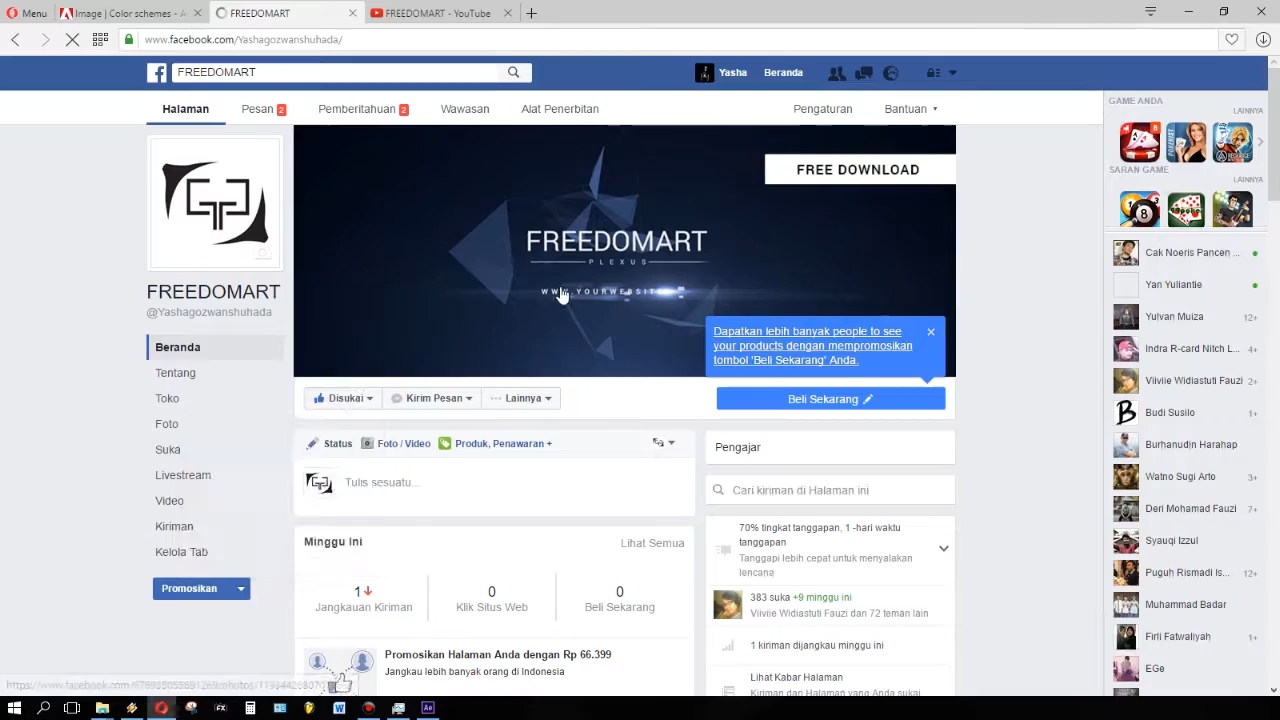 Menu
Image | Color schemes - A
FREEDOMART
FREEDOMART - YouTube
www.facebook.com/Yashagozwanshuhada/
FREEDOMART
Yasha
Beranda
Halaman
Pesan 2
Pemberitahuan 2
Wawasan
Alat Penerbitan
Pengaturan
Bantuan
FREE DOWNLOAD
FREEDOMART
PLEXUS
FREEDOMART
@Yashagozwanshuhada
Beranda
Tentang
Toko
Foto
Suka
Livestream
Video
Kiriman
Kelola Tab
Promosikan
Dapatkan lebih banyak people to see
your products dengan mempromosikan
tombol 'Beli Sekarang' Anda.
Disukai
Kirim Pesan
Lainnya
Beli Sekarang
Status
Foto / Video
Produk, Penawaran +
Tulis sesuatu...
Minggu Ini
Lihat Semua
1
Jangkauan Kiriman
0
Klik Situs Web
0
Beli Sekarang
Promosikan Halaman Anda dengan Rp 66.399
Jangkau lebih banyak orang di Indonesia
Pengajar
Cari kiriman di Halaman ini
70% tingkat tanggapan, 1 -hari waktu
tanggapan
Tanggapi lebih cepat untuk menyalakan
lencana
383 suka +9 minggu ini
Viiviie Widiastuti Fauzi dan 72 teman lain
1 kiriman dijangkau minggu ini
Lihat Kabar Halaman
Kiriman dari Halaman yang Anda sukai
GAME ANDA
LAINNYA
SARAN GAME
LAINNYA
Cak Noeris Pancen ...
Yan Yuliantie
Yulvan Muiza 12+
Indra R-card Nitch L... 4+
Viiviie Widiastuti Fauzi 2+
Budi Susilo 1+
Burhanudin Harahap
Watno Sugi Arto 3+
Deri Mohamad Fauzi 7+
Syauqi Izzul
Puguh Rismadi Is... 12+
Muhammad Badar
Firli Fatwaliyah 1+
EGe